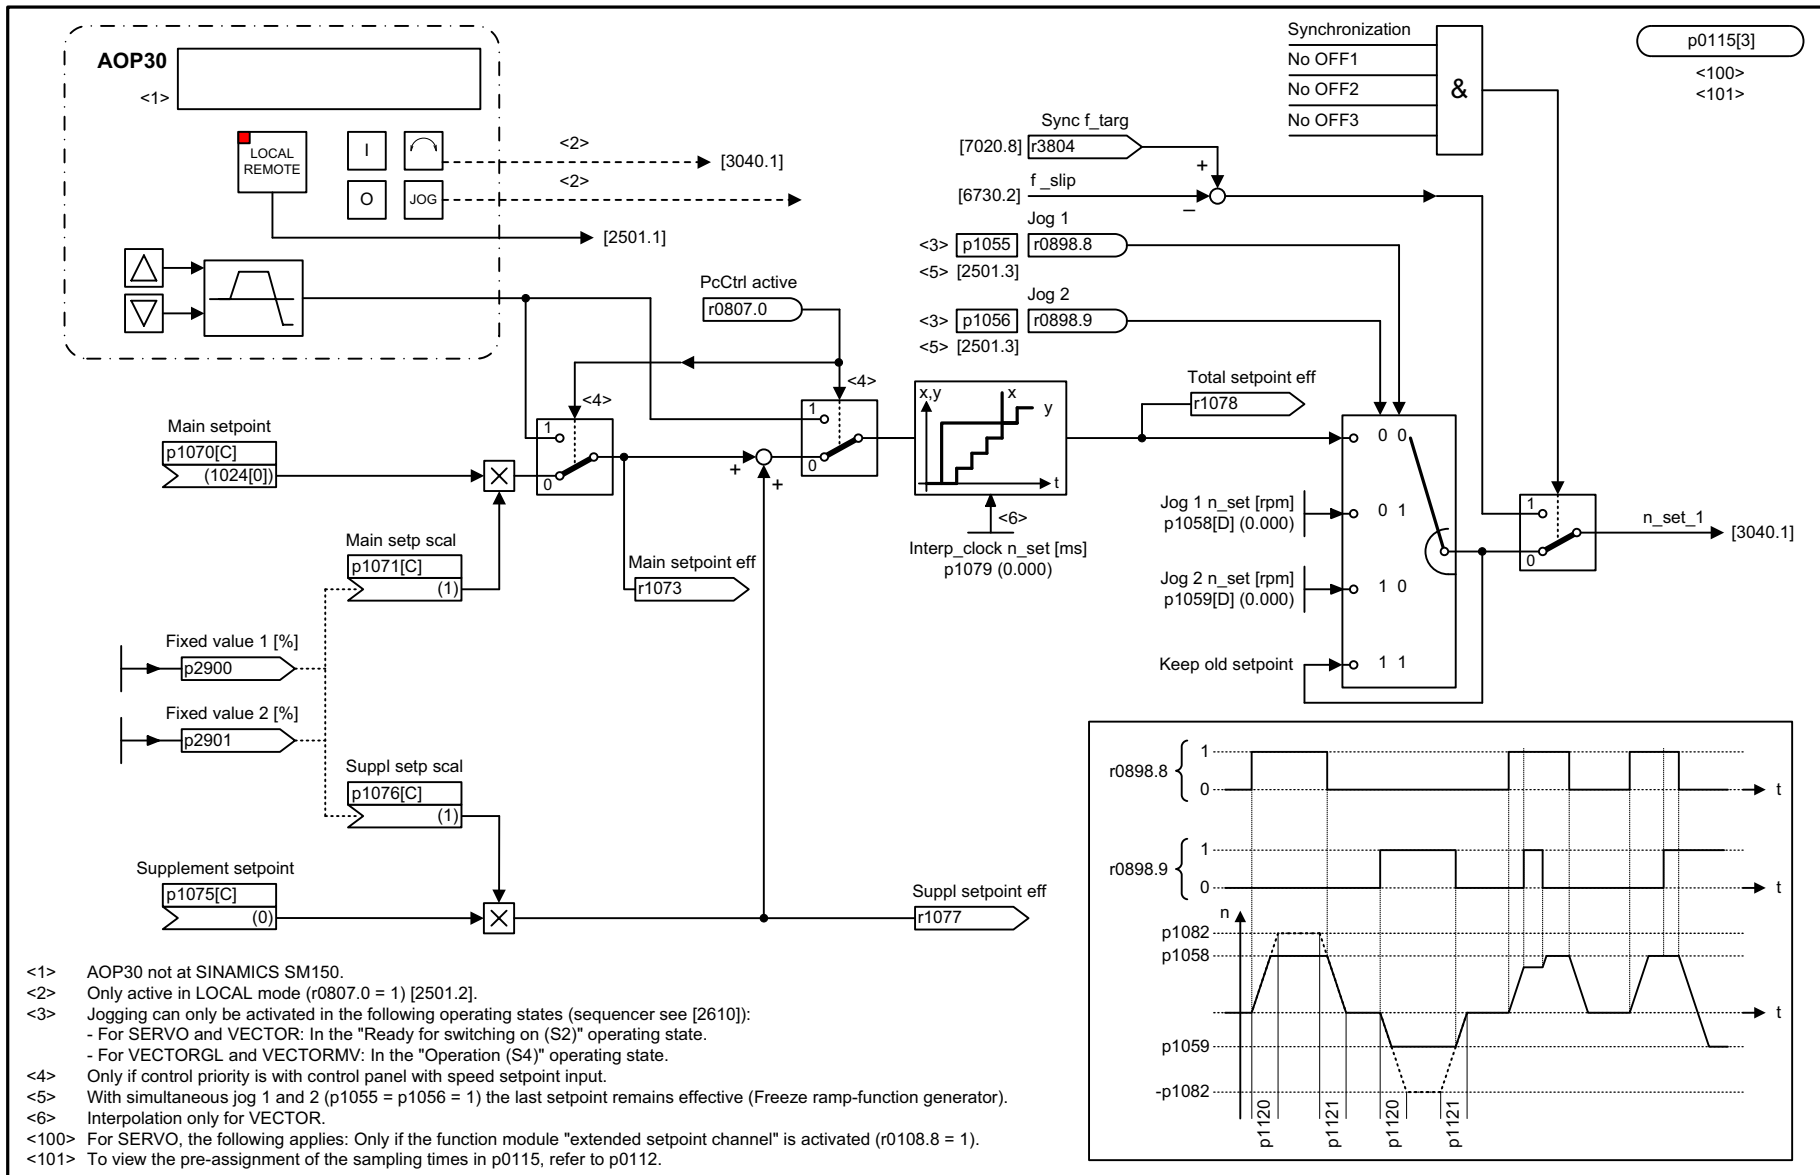 AOP30
<1>
LOCAL
REMOTE
I
O
JOG
<2>
[3040.1]
<2>
[2501.1]
Synchronization
No OFF1
No OFF2
No OFF3
&
p0115[3]
<100>
<101>
Sync f_targ
[7020.8]
r3804
+
f _slip
[6730.2]
–
Jog 1
<3>
p1055
r0898.8
<5> [2501.3]
Jog 2
<3>
p1056
r0898.9
<5> [2501.3]
PcCtrl active
r0807.0
<4>
<4>
1
0
1
0
Main setpoint
p1070[C]
(1024[0])
+
+
x,y
x
y
t
<6>
Interp_clock n_set [ms]
p1079 (0.000)
Total setpoint eff
r1078
0 0
Jog 1 n_set [rpm]
p1058[D] (0.000)
0 1
Jog 2 n_set [rpm]
p1059[D] (0.000)
1 0
Keep old setpoint
1 1
1
0
n_set_1
[3040.1]
Main setp scal
p1071[C]
(1)
Main setpoint eff
r1073
Fixed value 1 [%]
p2900
Fixed value 2 [%]
p2901
Suppl setp scal
p1076[C]
(1)
Supplement setpoint
p1075[C]
(0)
Suppl setpoint eff
r1077
r0898.8
1
0
t
r0898.9
1
0
t
n
p1082
p1058
t
p1059
-p1082
p1120
p1121
p1120
p1121
<1> AOP30 not at SINAMICS SM150.
<2> Only active in LOCAL mode (r0807.0 = 1) [2501.2].
<3> Jogging can only be activated in the following operating states (sequencer see [2610]):
- For SERVO and VECTOR: In the "Ready for switching on (S2)" operating state.
- For VECTORGL and VECTORMV: In the "Operation (S4)" operating state.
<4> Only if control priority is with control panel with speed setpoint input.
<5> With simultaneous jog 1 and 2 (p1055 = p1056 = 1) the last setpoint remains effective (Freeze ramp-function generator).
<6> Interpolation only for VECTOR.
<100> For SERVO, the following applies: Only if the function module "extended setpoint channel" is activated (r0108.8 = 1).
<101> To view the pre-assignment of the sampling times in p0115, refer to p0112.